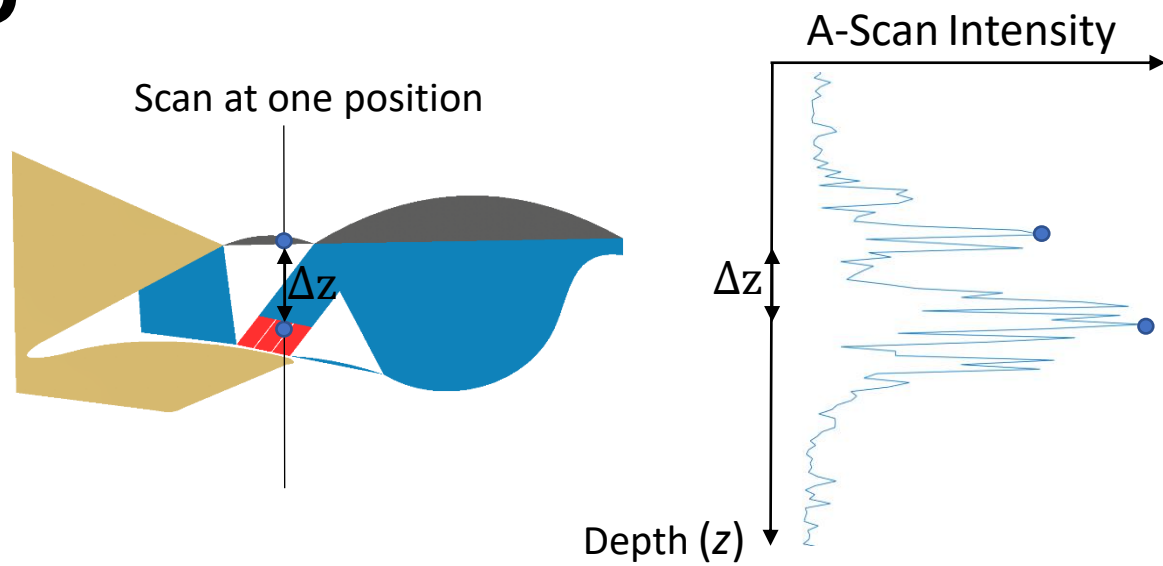 A-Scan Intensity
Scan at one position
Δz
Δz
Depth (z)